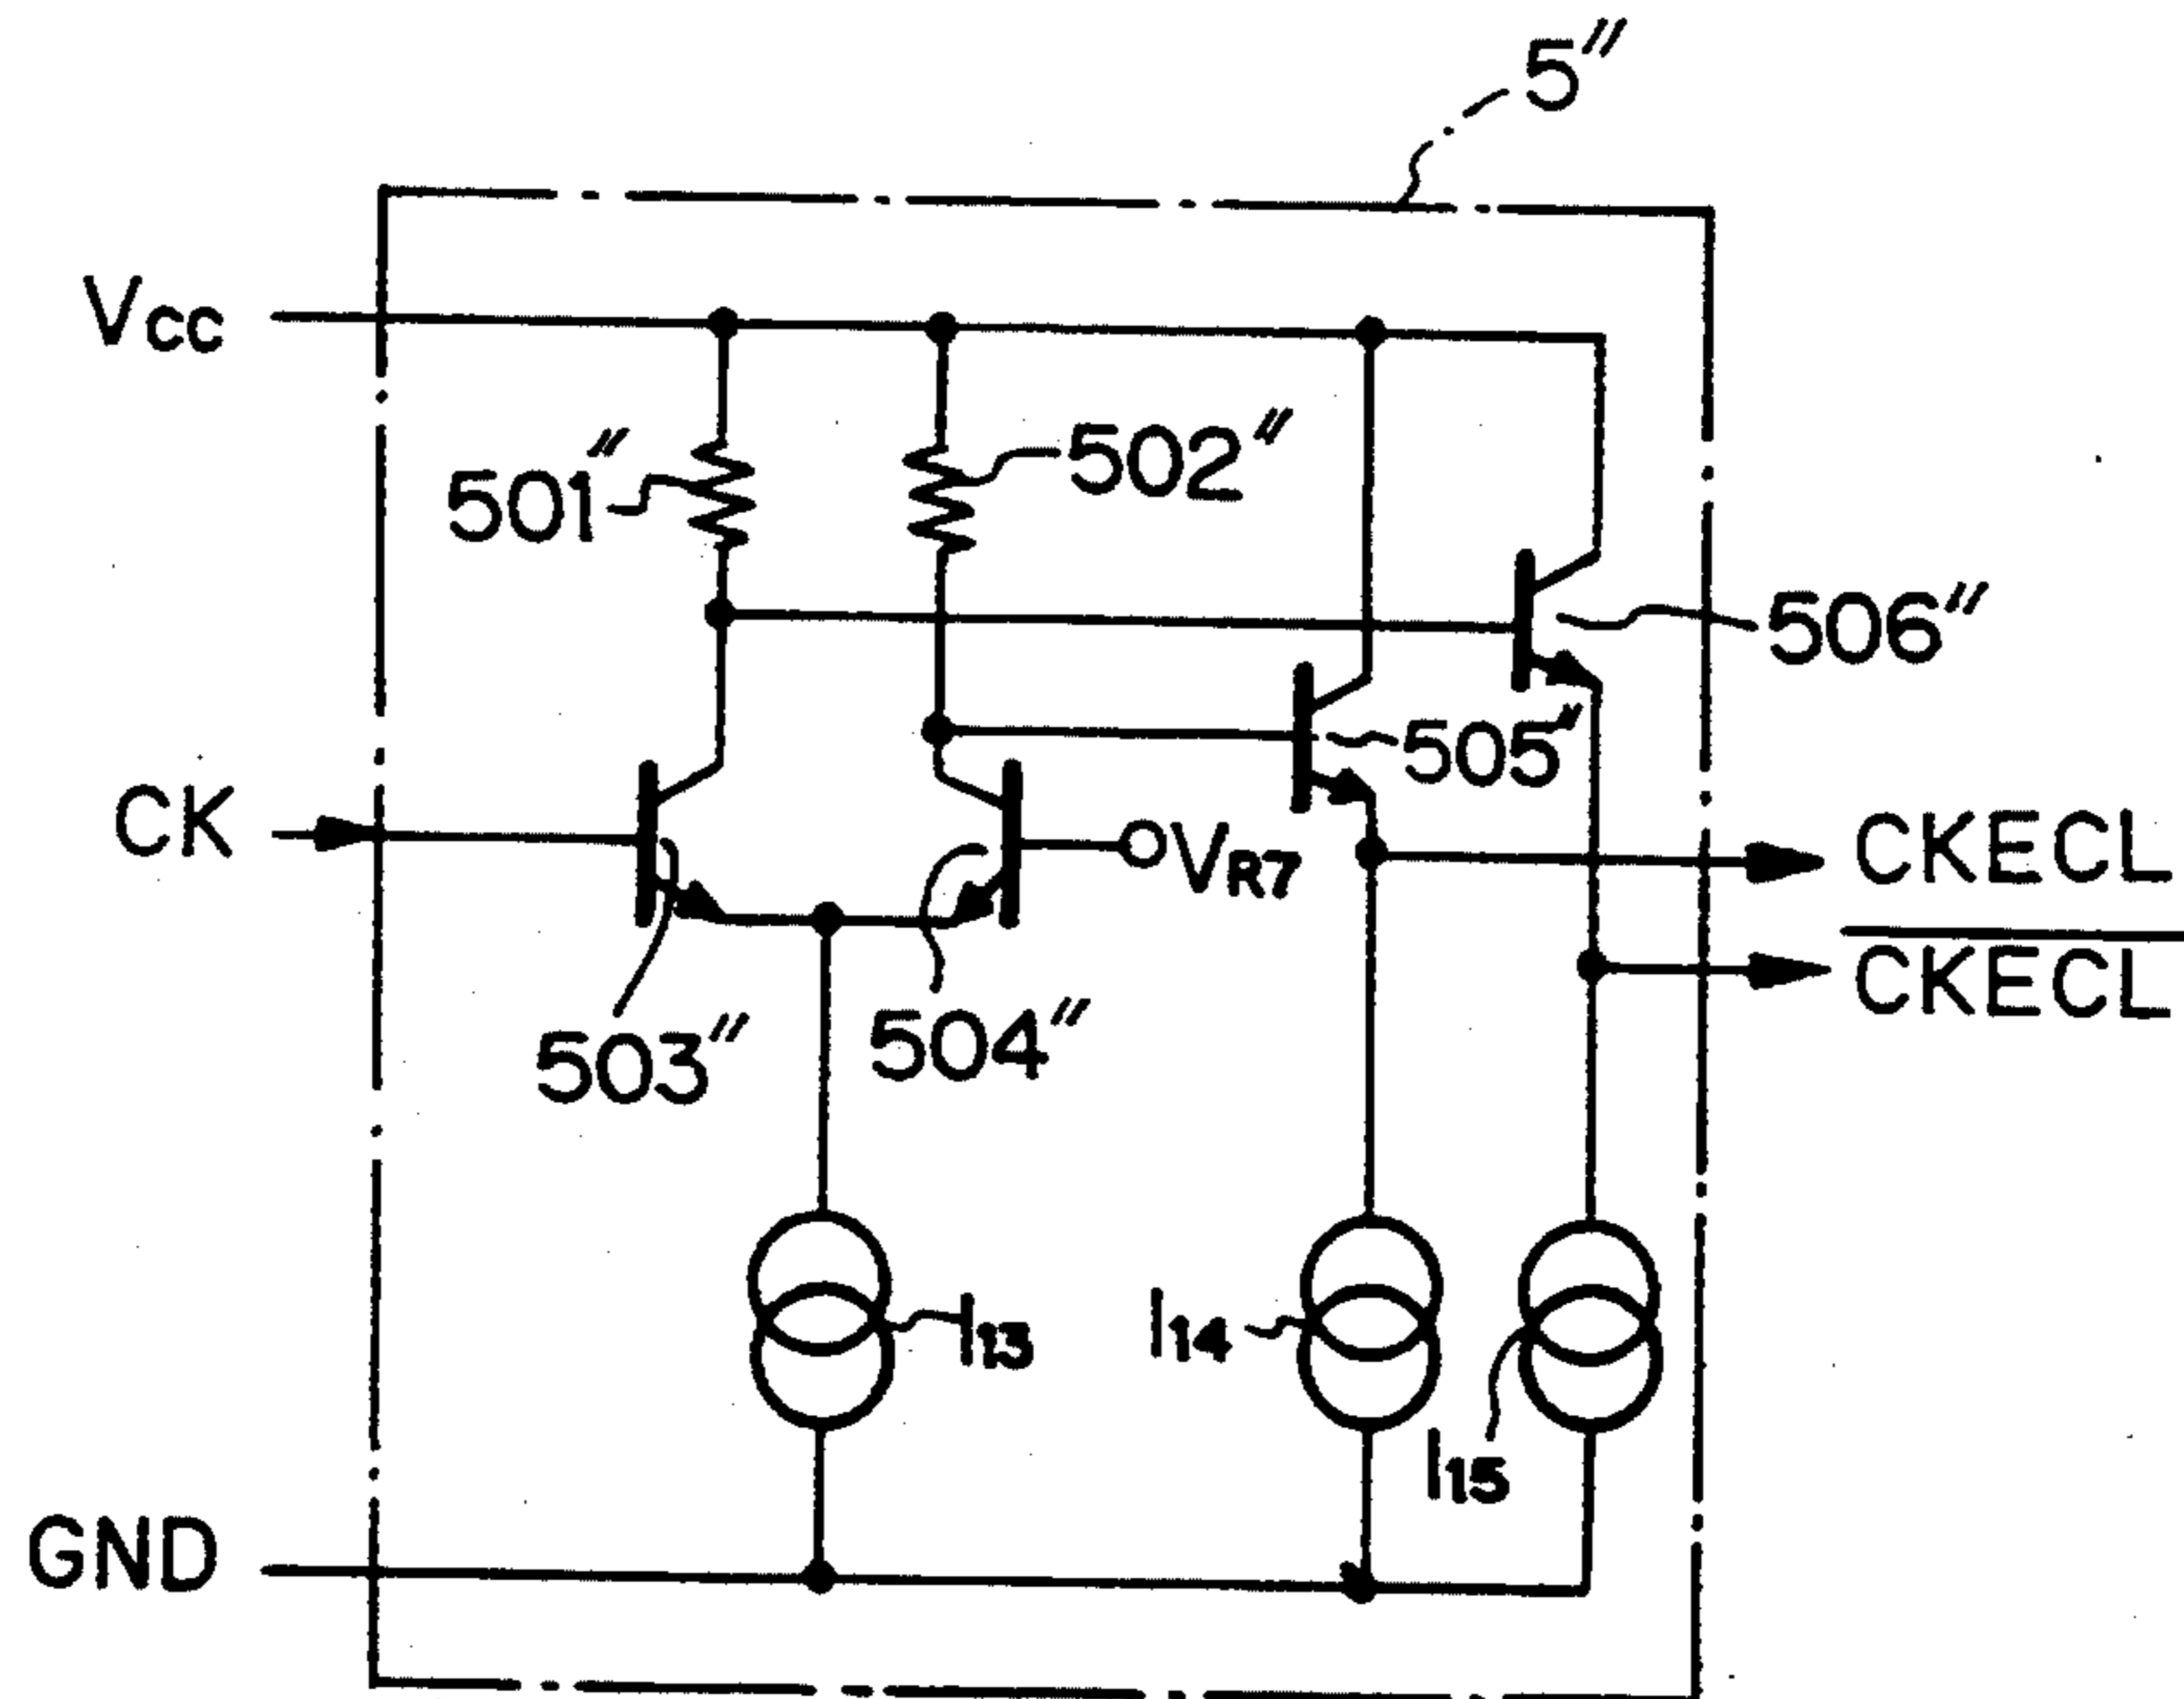 5″
Vcc
501″
502″
506″
505″
CK
VR7
CKECL
CKECL
503″
504″
I13
I14
I15
GND